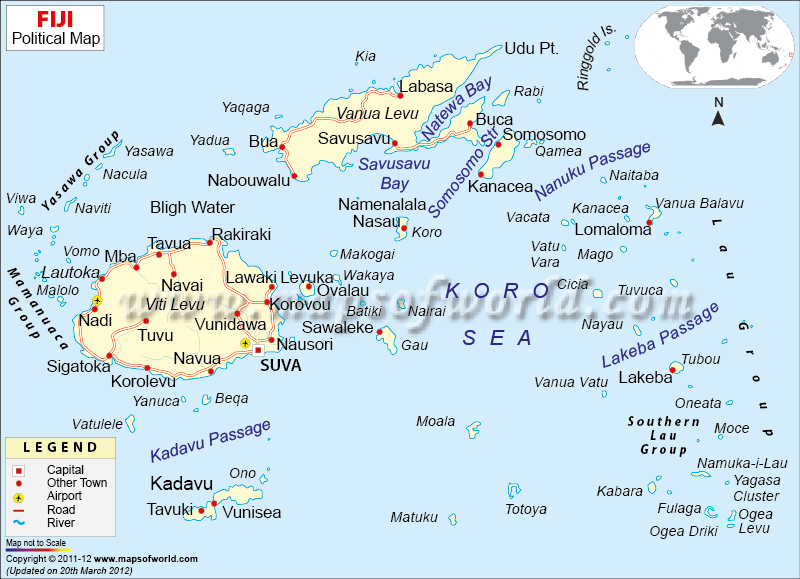 FIJI
Political Map
Udu Pt.
Ringgold Is.
Kia
Labasa
Natewa Bay
Rabi
Yaqaga
Vanua Levu
Buca
Yadua
Bua
Savusavu
Somosomo
Yasawa Group
Yasawa
Savusavu
Bay
Somosomo Str
Qamea
Nacula
Nabouwalu
Kanacea
Nanuku Passage
Naitaba
Viwa
Naviti
Bligh Water
Namenalala
Nasau
Koro
Vacata
Kanacea
Vanua Balavu
Lomaloma
Waya
Rakiraki
Vomo
Tavua
Mba
Makogai
Vatu
Vara
Mago
Lau Group
Lautoka
Malolo
Mamanuaca
Group
Navai
Lawaki
Levuka
Wakaya
Ovalau
KORO
SEA
Cicia
Tuvuca
www.mapsofworld.com
Viti Levu
Korovou
Batiki
Nairai
Nadi
Vunidawa
Sawaleke
Nayau
Lakeba Passage
Tuvu
Nausori
Gau
Sigatoka
Navua
SUVA
Tubou
Lakeba
Korolevu
Vanua Vatu
Yanuca
Beqa
Oneata
Vatulele
Kadavu Passage
Moala
Southern
Lau
Group
Moce
LEGEND
Capital
Other Town
Airport
Road
River
Ono
Namuka-i-Lau
Kadavu
Kabara
Yagasa
Cluster
Tavuki
Vunisea
Matuku
Totoya
Fulaga
Ogea
Levu
Ogea Driki
N
Map not to Scale
Copyright © 2011-12 www.mapsofworld.com
(Updated on 20th March 2012)